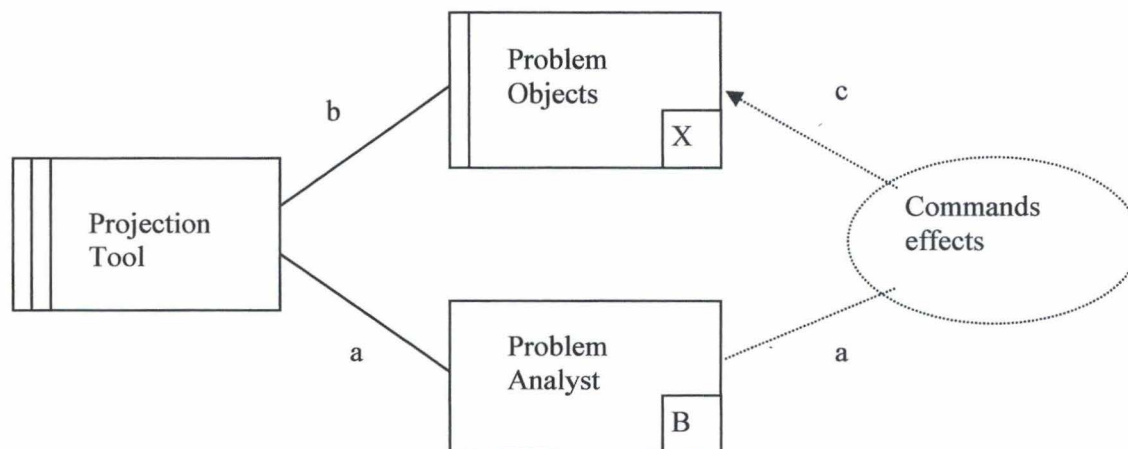 Problem
Objects
X
b
c
Projection
Tool
Commands
effects
a
Problem
Analyst
B
a